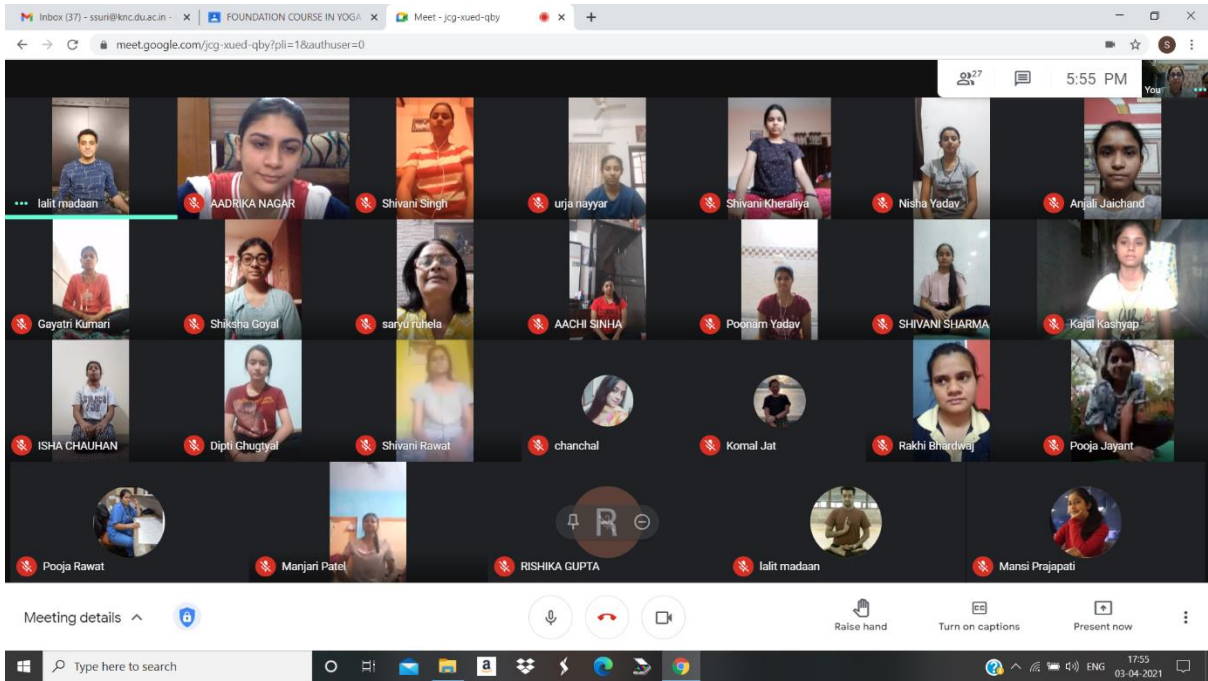 Inbox (37) - ssuri@knc.du.ac.in -
FOUNDATION COURSE IN YOGA
Meet - jcg-xued-qby
meet.google.com/jcg-xued-qby?pli=1&authuser=0
S
27
5:55 PM
You
lalit madaan
AADRIKA NAGAR
Shivani Singh
urja nayyar
Shivani Kheraliya
Nisha Yadav
Anjali Jaichand
Gayatri Kumari
Shiksha Goyal
saryu ruhela
AACHI SINHA
Poonam Yadav
SHIVANI SHARMA
Kajal Kashyap
ISHA CHAUHAN
Dipti Ghugtyal
Shivani Rawat
chanchal
Komal Jat
Rakhi Bhardwaj
Pooja Jayant
Pooja Rawat
Manjari Patel
R
RISHIKA GUPTA
lalit madaan
Mansi Prajapati
Meeting details
Raise hand
CC
Turn on captions
Present now
Type here to search
a
ENG
17:55
03-04-2021